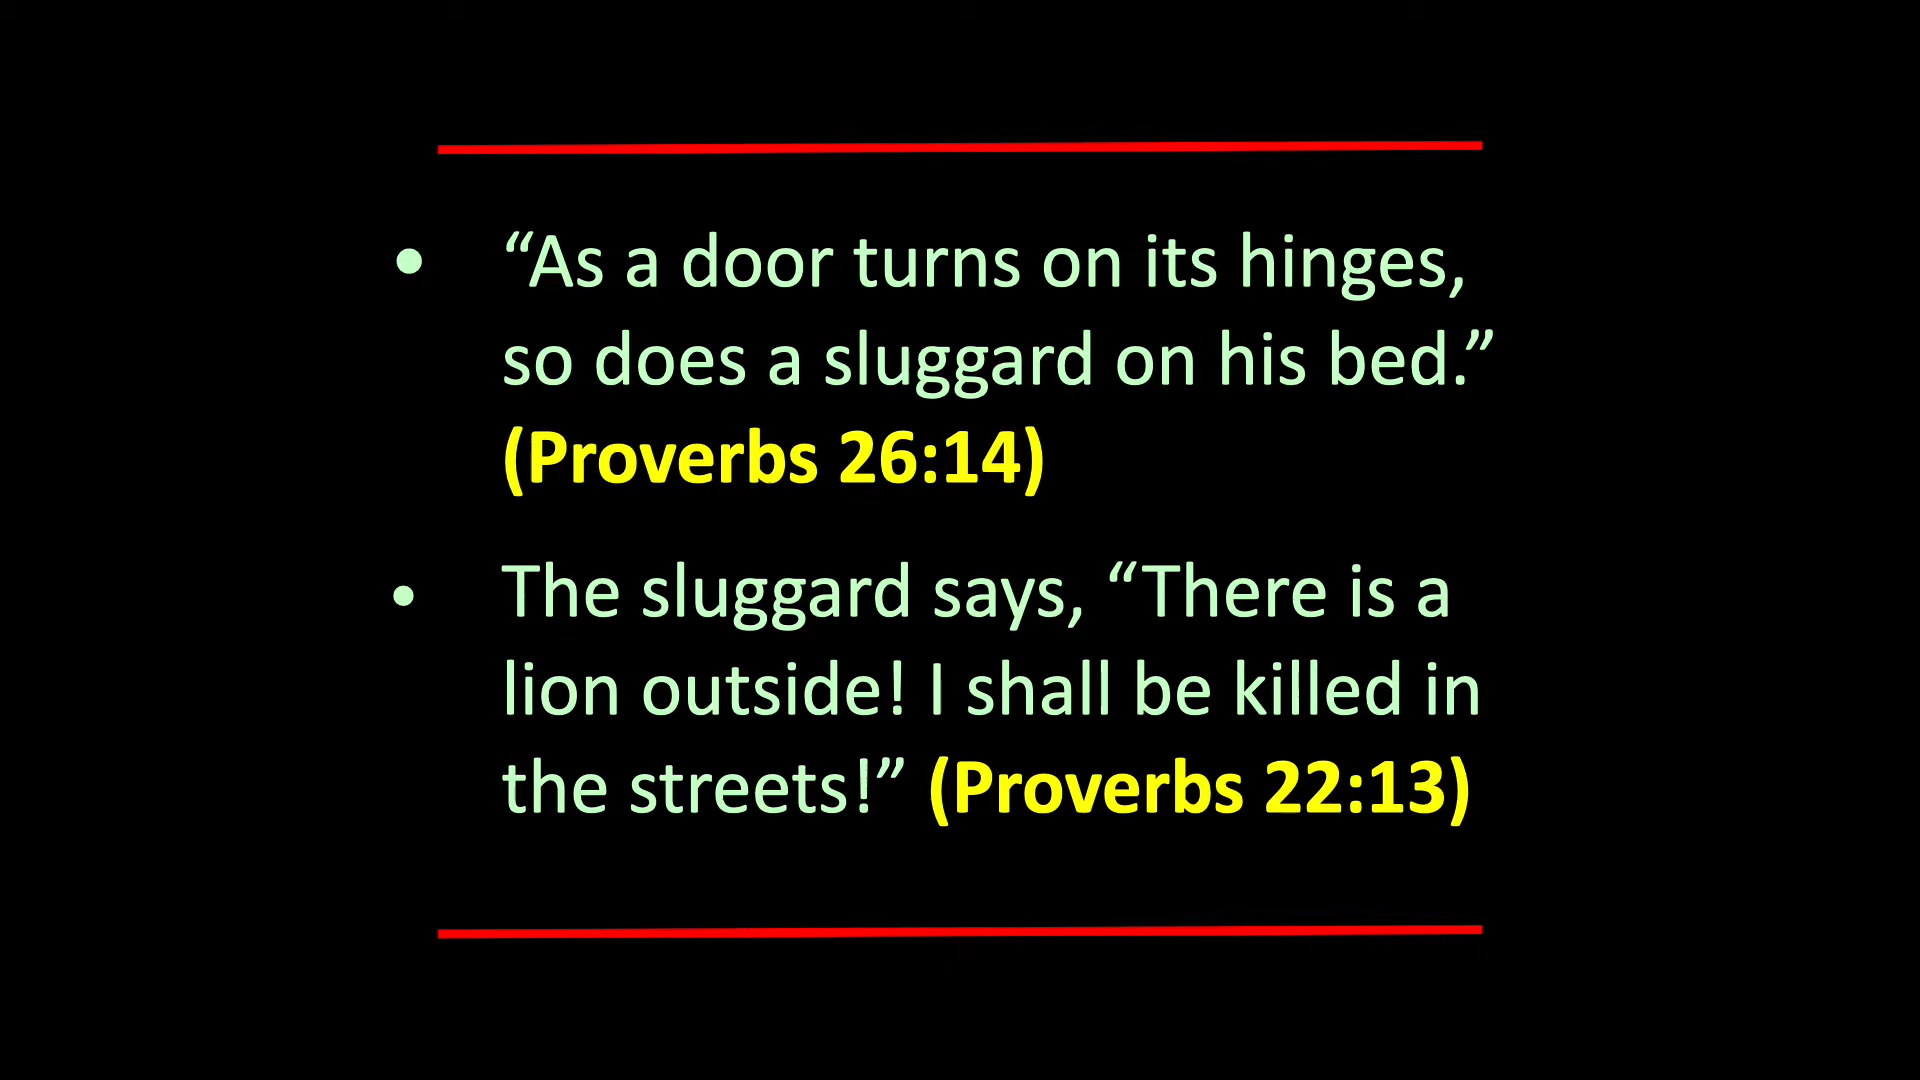 • “As a door turns on its hinges,
so does a sluggard on his bed.”
(Proverbs 26:14)
• The sluggard says, “There is a
lion outside! I shall be killed in
the streets!” (Proverbs 22:13)